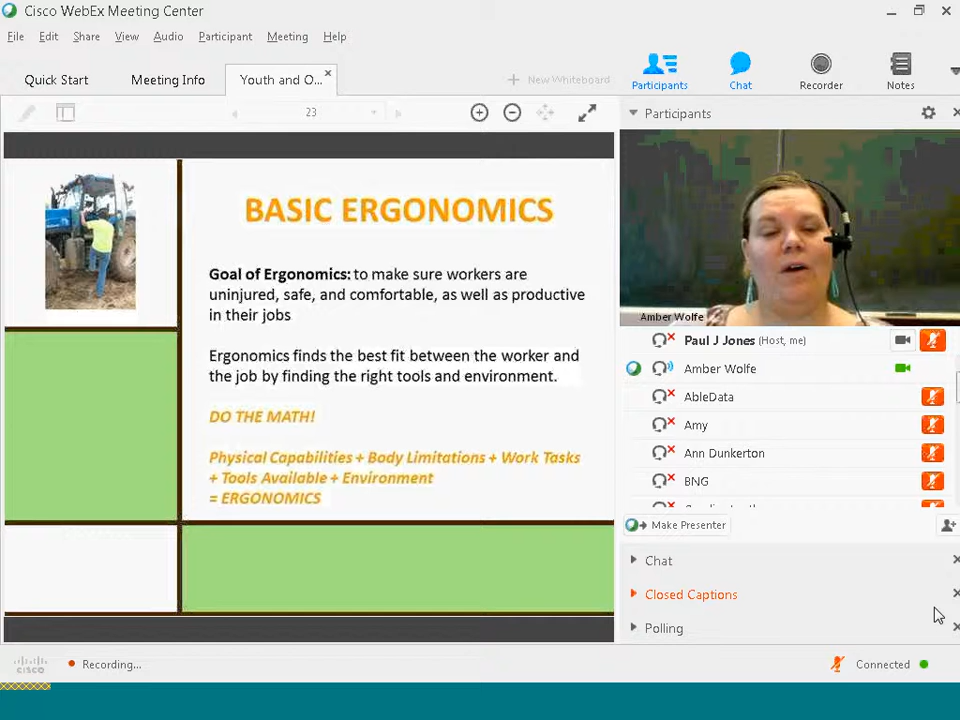 Cisco WebEx Meeting Center
File Edit Share View Audio Participant Meeting Help
Quick Start Meeting Info Youth and O... New Whiteboard
Participants Chat Recorder Notes
23
Participants
BASIC ERGONOMICS
Goal of Ergonomics: to make sure workers are
uninjured, safe, and comfortable, as well as productive
in their jobs
Ergonomics finds the best fit between the worker and
the job by finding the right tools and environment.
DO THE MATH!
Physical Capabilities + Body Limitations + Work Tasks
+ Tools Available + Environment
= ERGONOMICS
Amber Wolfe
Paul J Jones (Host, me)
Amber Wolfe
AbleData
Amy
Ann Dunkerton
BNG
Make Presenter
Chat
Closed Captions
Polling
cisco
Recording...
Connected